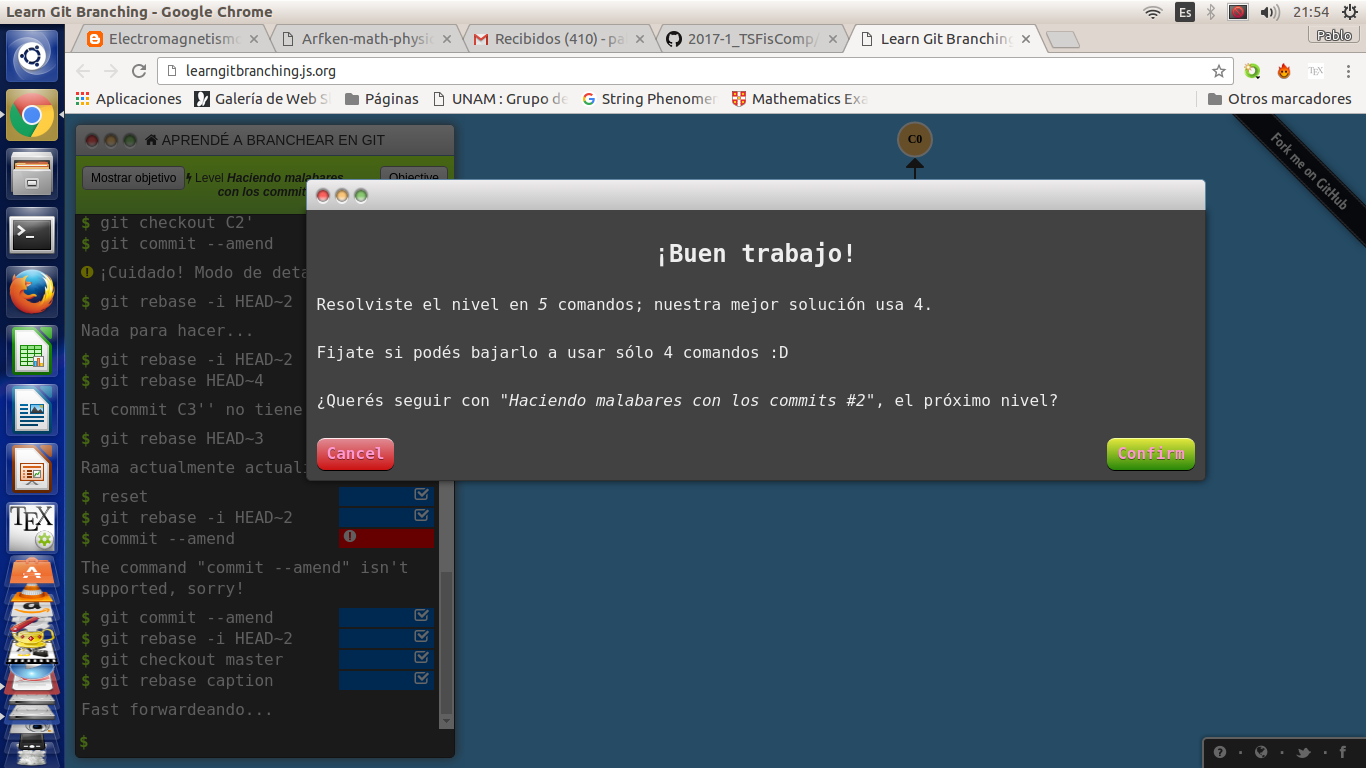 Learn Git Branching - Google Chrome
Es
21:54
Electromagnetismo
Arfken-math-physic
Recibidos (410) - pa
2017-1_TSFisComp/
Learn Git Branching
Pablo
learngitbranching.js.org
Aplicaciones
Galería de Web Sl
Páginas
UNAM : Grupo de
String Phenomen
Mathematics Exa
Otros marcadores
APRENDÉ A BRANCHEAR EN GIT
Mostrar objetivo
Level Haciendo malabares
con los commit
Objective
C0
Fork me on GitHub
$ git checkout C2'
$ git commit --amend
¡Cuidado! Modo de deta
$ git rebase -i HEAD~2
Nada para hacer...
$ git rebase -i HEAD~2
$ git rebase HEAD~4
El commit C3'' no tiene
$ git rebase HEAD~3
Rama actualmente actuali
$ reset
$ git rebase -i HEAD~2
$ commit --amend
The command "commit --amend" isn't
supported, sorry!
$ git commit --amend
$ git rebase -i HEAD~2
$ git checkout master
$ git rebase caption
Fast forwardeando...
$
¡Buen trabajo!
Resolviste el nivel en 5 comandos; nuestra mejor solución usa 4.
Fijate si podés bajarlo a usar sólo 4 comandos :D
¿Querés seguir con "Haciendo malabares con los commits #2", el próximo nivel?
Cancel
Confirm
TEX